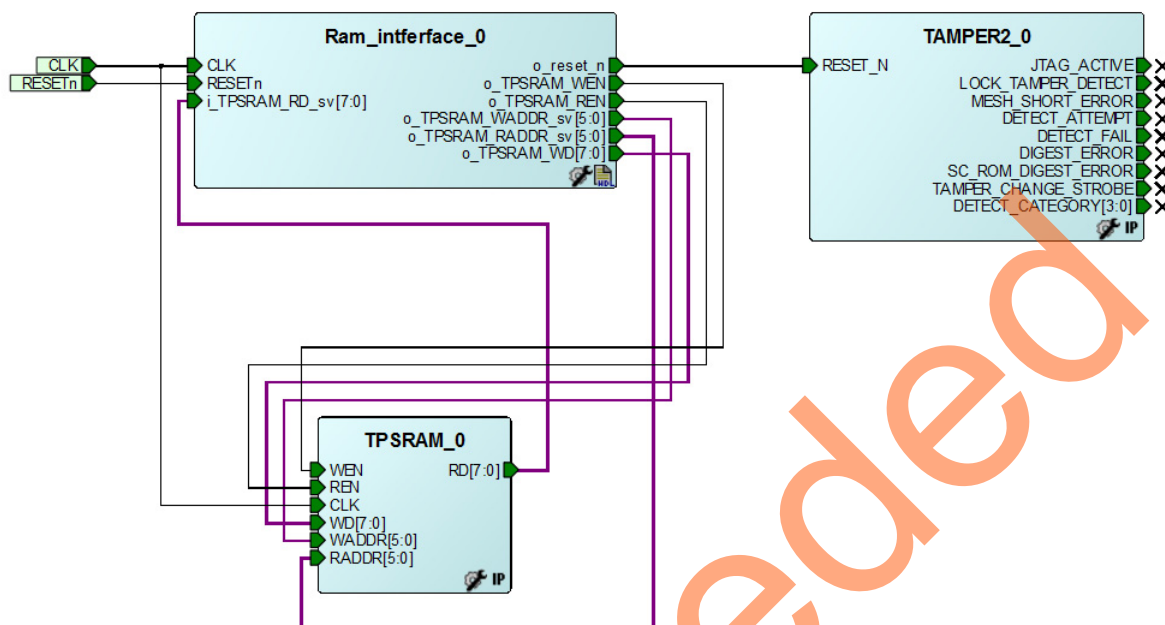 Ram_intferface_0
TAMPER2_0
CLK
RESETn
CLK
RESETn
i_TPSRAM_RD_sv[7:0]
o_reset_n
o_TPSRAM_WEN
o_TPSRAM_REN
o_TPSRAM_WADDR_sv[5:0]
o_TPSRAM_RADDR_sv[5:0]
o_TPSRAM_WD[7:0]
HDL
RESET_N
JTAG_ACTIVE
LOCK_TAMPER_DETECT
MESH_SHORT_ERROR
DETECT_ATTEMPT
DETECT_FAIL
DIGEST_ERROR
SC_ROM_DIGEST_ERROR
TAMPER_CHANGE_STROBE
DETECT_CATEGORY[3:0]
IP
TPSRAM_0
WEN
REN
CLK
WD[7:0]
WADDR[5:0]
RADDR[5:0]
RD[7:0]
IP
eded